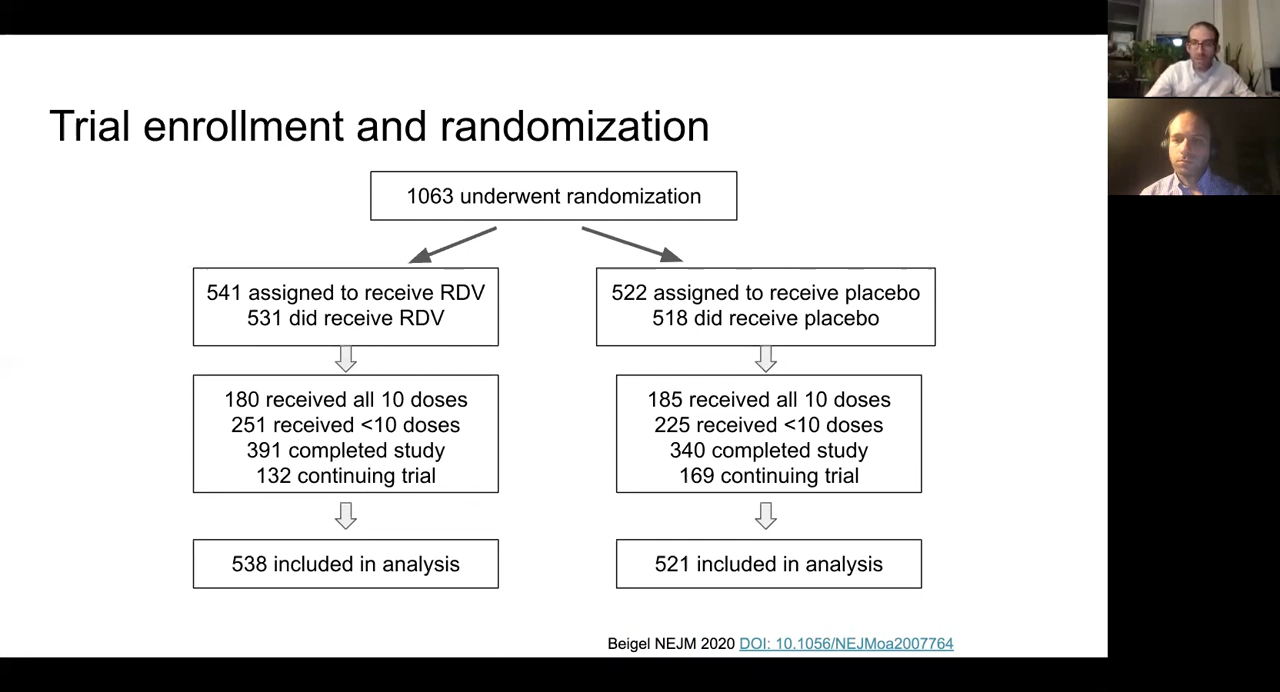 Trial enrollment and randomization
1063 underwent randomization
541 assigned to receive RDV
531 did receive RDV
522 assigned to receive placebo
518 did receive placebo
180 received all 10 doses
251 received <10 doses
391 completed study
132 continuing trial
185 received all 10 doses
225 received <10 doses
340 completed study
169 continuing trial
538 included in analysis
521 included in analysis
Beigel NEJM 2020 DOI: 10.1056/NEJMoa2007764